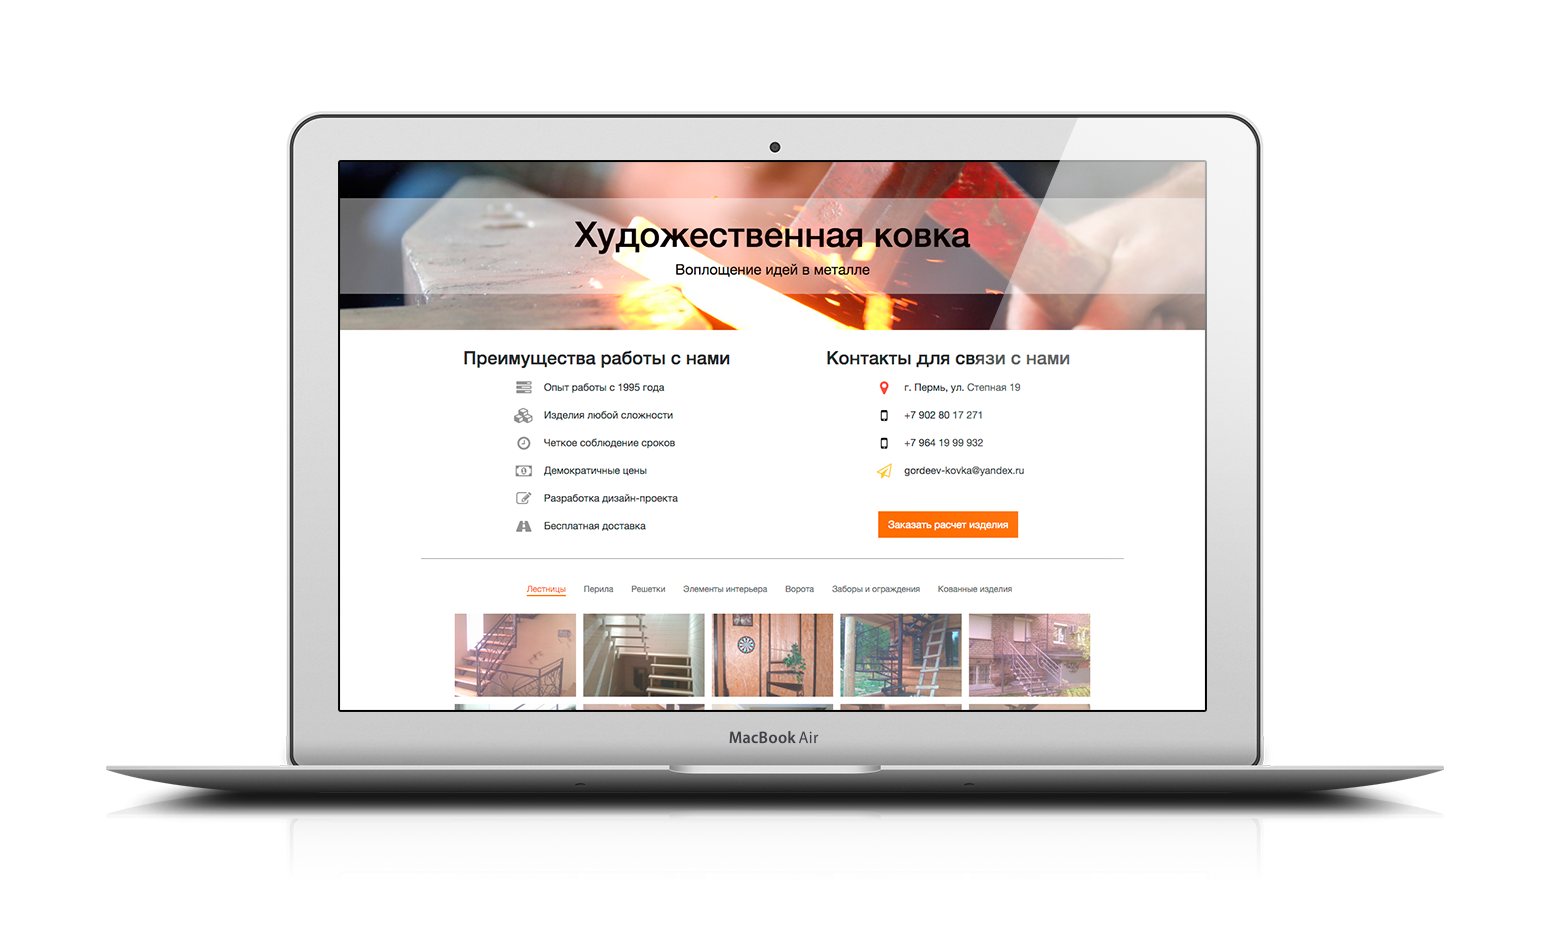 Художественная ковка
Воплощение идей в металле
Преимущества работы с нами
Опыт работы с 1995 года
Изделия любой сложности
Четкое соблюдение сроков
Демократичные цены
Разработка дизайн-проекта
Бесплатная доставка
Контакты для связи с нами
г. Пермь, ул. Степная 19
+7 902 80 17 271
+7 964 19 99 932
gordeev-kovka@yandex.ru
Заказать расчет изделия
Лестницы Перила Решетки Элементы интерьера Ворота Заборы и ограждения Кованные изделия
MacBook Air